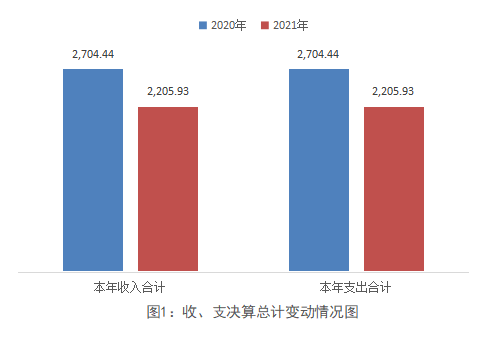 2020年 2021年
2,704.44 2,704.44
2,205.93 2,205.93
本年收入合计 本年支出合计
图1：收、支决算总计变动情况图